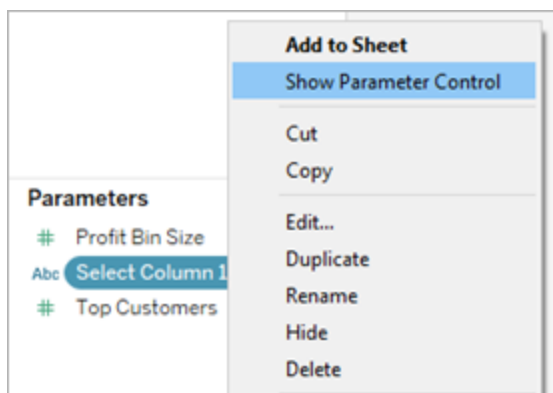 Add to Sheet
Show Parameter Control
Cut
Copy
Edit...
Duplicate
Rename
Hide
Delete
Parameters
# Profit Bin Size
Abc Select Column 1
# Top Customers